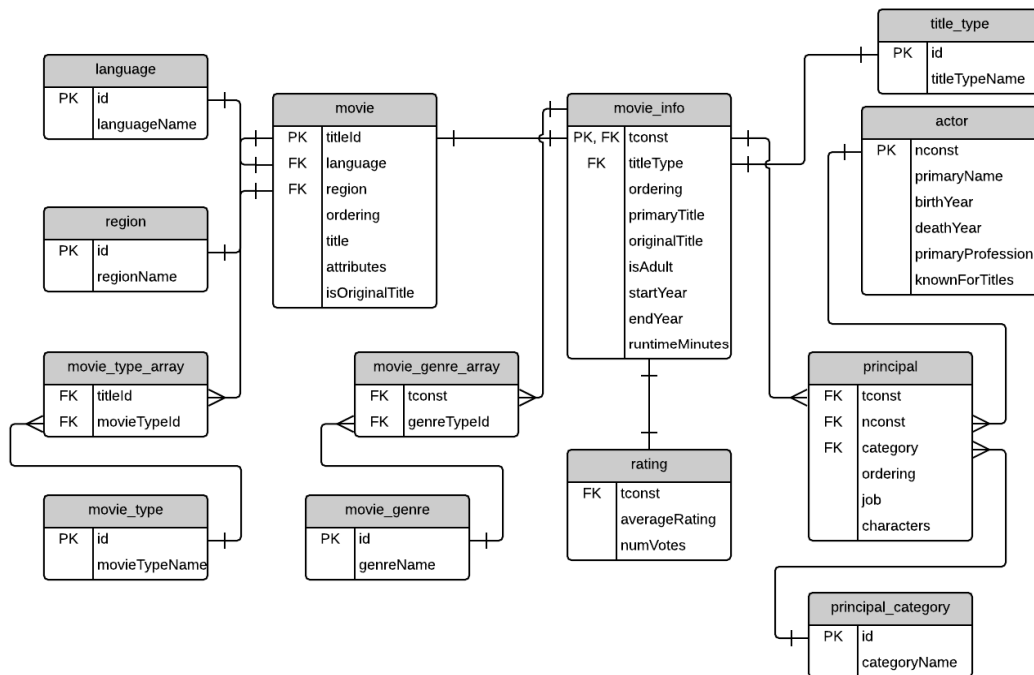 language
PK id
languageName
region
PK id
regionName
movie_type_array
FK titleId
FK movieTypeId
movie_type
PK id
movieTypeName
movie
PK titleId
FK language
FK region
ordering
title
attributes
isOriginalTitle
movie_genre_array
FK tconst
FK genreTypeId
movie_genre
PK id
genreName
movie_info
PK, FK tconst
FK titleType
ordering
primaryTitle
originalTitle
isAdult
startYear
endYear
runtimeMinutes
rating
FK tconst
averageRating
numVotes
title_type
PK id
titleTypeName
actor
PK nconst
primaryName
birthYear
deathYear
primaryProfession
knownForTitles
principal
FK tconst
FK nconst
FK category
ordering
job
characters
principal_category
PK id
categoryName